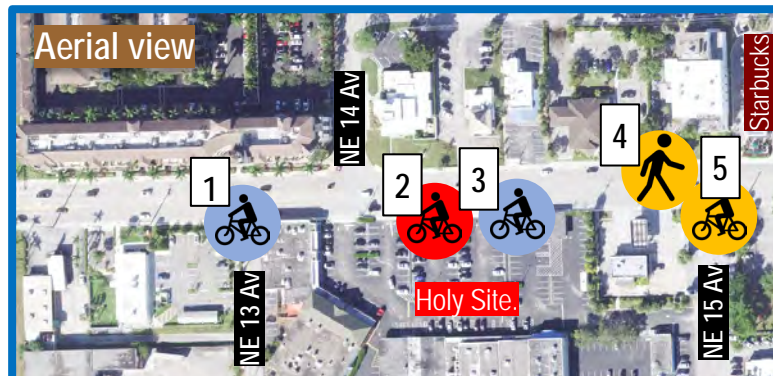 Aerial view
NE 14 Av
Starbucks
1
2
3
4
5
Holy Site.
NE 13 Av
NE 15 Av